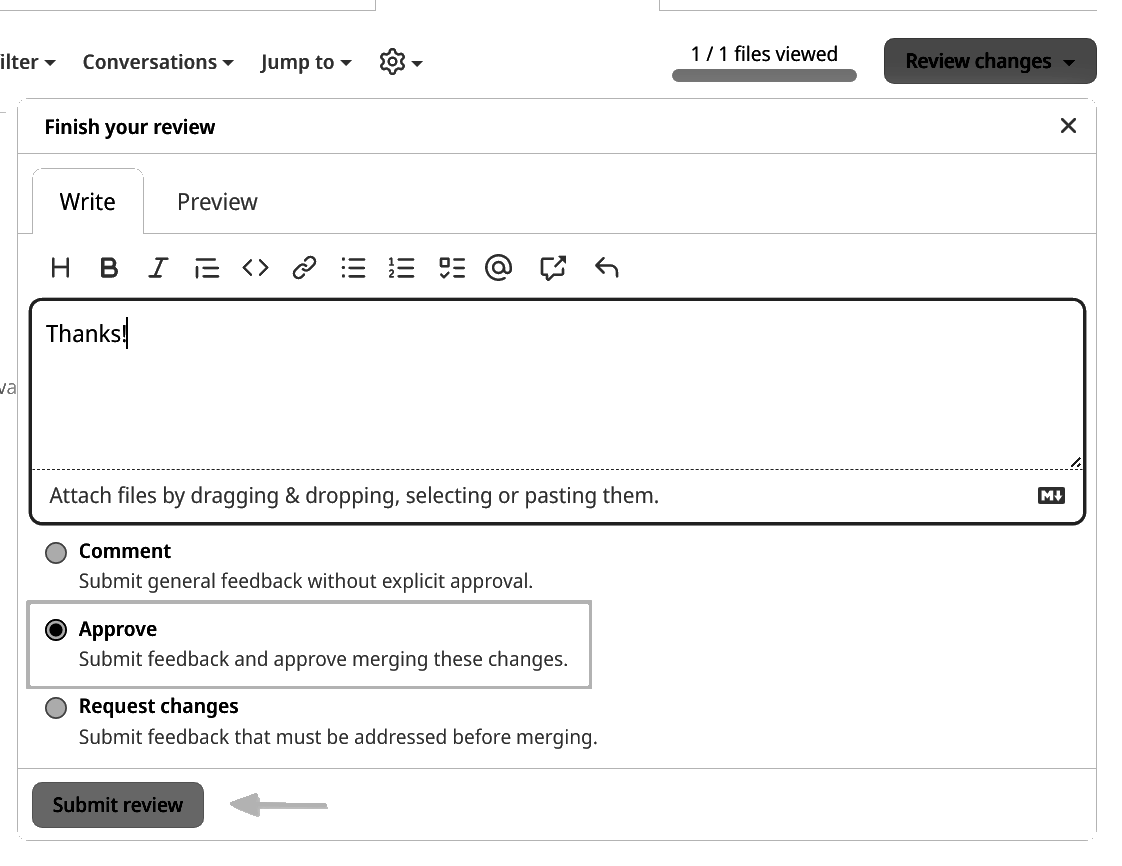 ilter Conversations Jump to 1 / 1 files viewed Review changes
Finish your review
Write Preview
Thanks!
va
Attach files by dragging & dropping, selecting or pasting them.
Comment
Submit general feedback without explicit approval.
Approve
Submit feedback and approve merging these changes.
Request changes
Submit feedback that must be addressed before merging.
Submit review